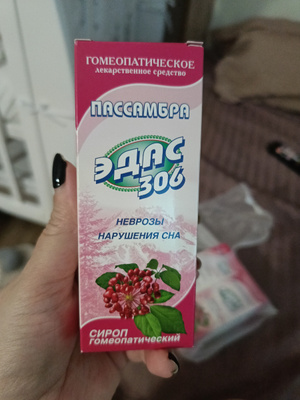 ГОМЕОПАТИЧЕСКОЕ
лекарственное средство
ПАССАМБРА
ЭДАС
306
НЕВРОЗЫ
НАРУШЕНИЯ СНА
СИРОП
гомеопатический